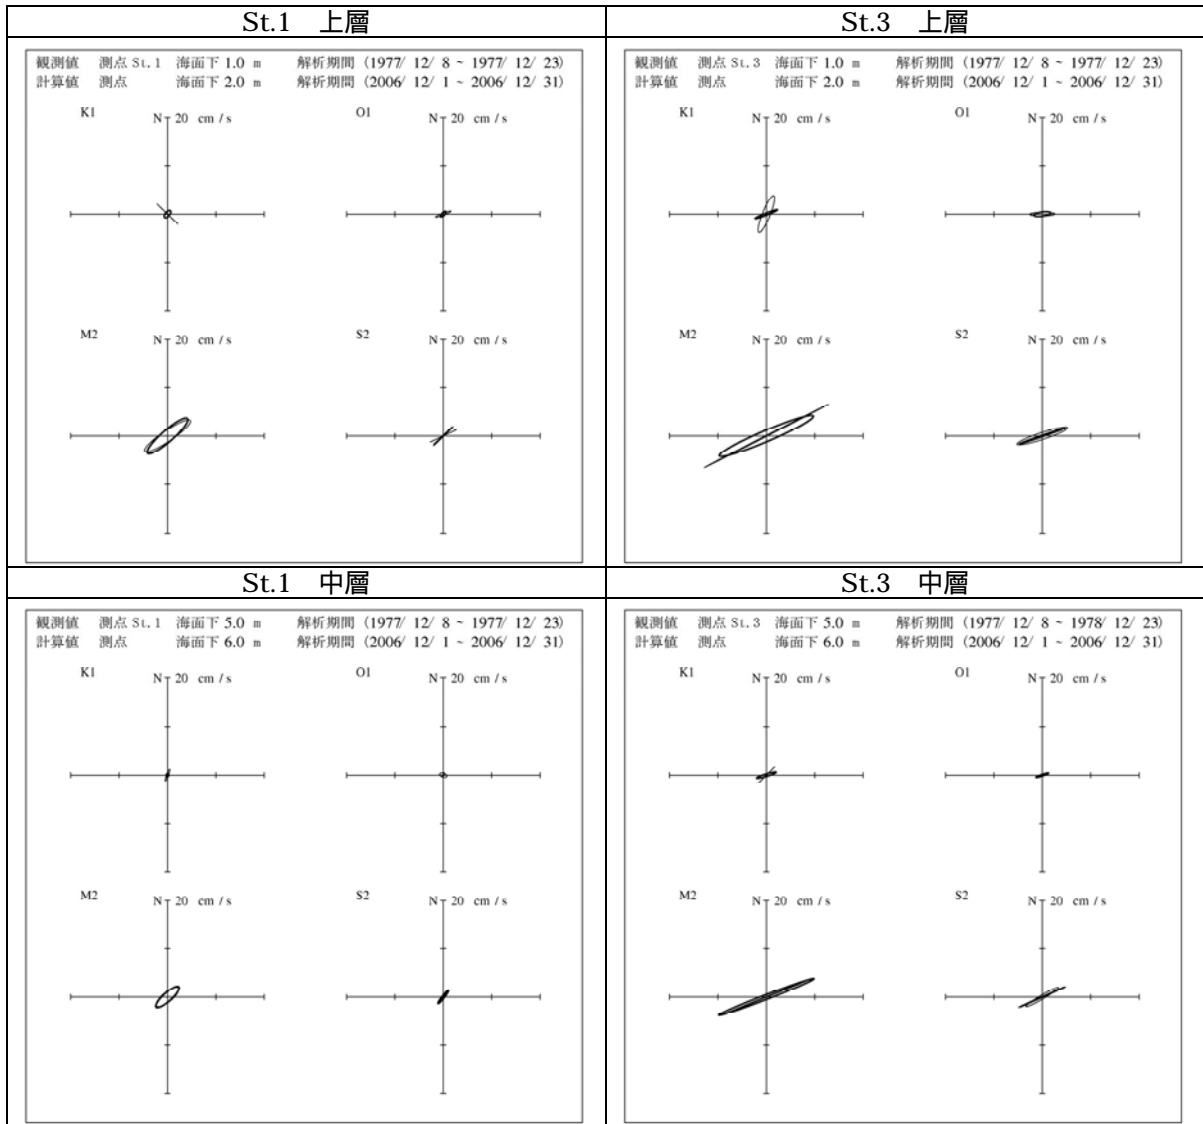 St.1 上層
観測値 測点 St.1 海面下 1.0 m 解析期間 (1977/ 12/ 8 ~ 1977/ 12/ 23)
計算値 測点 海面下 2.0 m 解析期間 (2006/ 12/ 1 ~ 2006/ 12/ 31)
K1 N 20 cm / s O1 N 20 cm / s
M2 N 20 cm / s S2 N 20 cm / s
St.3 上層
観測値 測点 St.3 海面下 1.0 m 解析期間 (1977/ 12/ 8 ~ 1977/ 12/ 23)
計算値 測点 海面下 2.0 m 解析期間 (2006/ 12/ 1 ~ 2006/ 12/ 31)
K1 N 20 cm / s O1 N 20 cm / s
M2 N 20 cm / s S2 N 20 cm / s
St.1 中層
観測値 測点 St.1 海面下 5.0 m 解析期間 (1977/ 12/ 8 ~ 1977/ 12/ 23)
計算値 測点 海面下 6.0 m 解析期間 (2006/ 12/ 1 ~ 2006/ 12/ 31)
K1 N 20 cm / s O1 N 20 cm / s
M2 N 20 cm / s S2 N 20 cm / s
St.3 中層
観測値 測点 St.3 海面下 5.0 m 解析期間 (1977/ 12/ 8 ~ 1978/ 12/ 23)
計算値 測点 海面下 6.0 m 解析期間 (2006/ 12/ 1 ~ 2006/ 12/ 31)
K1 N 20 cm / s O1 N 20 cm / s
M2 N 20 cm / s S2 N 20 cm / s